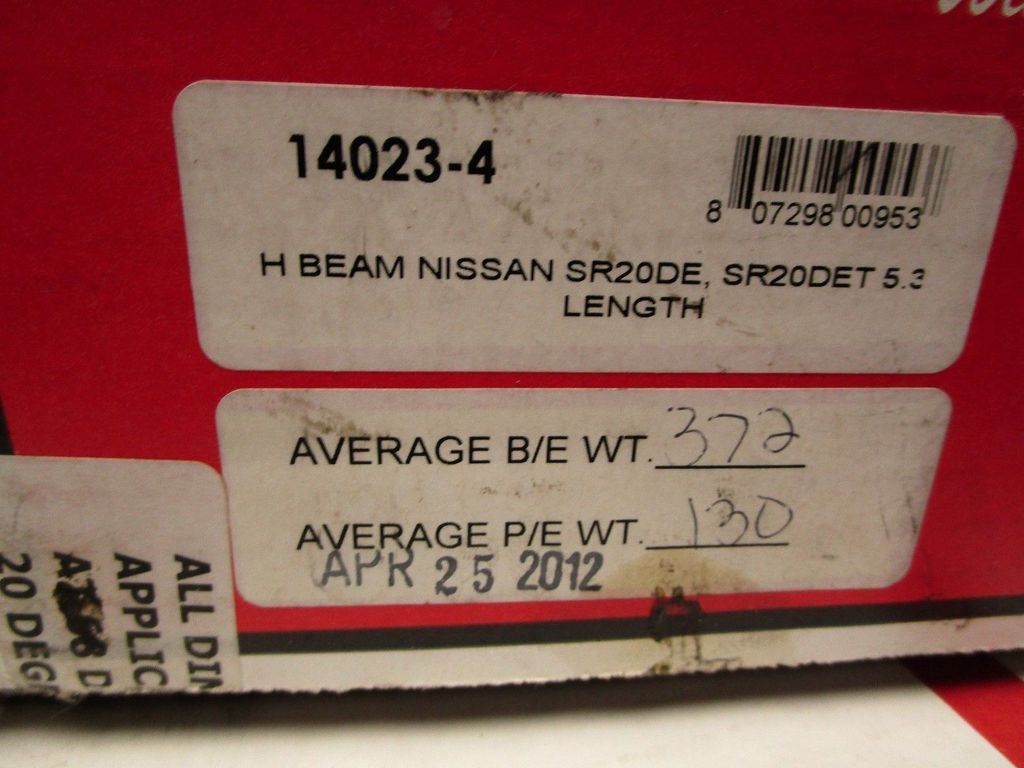 14023-4
8 07298 00953
H BEAM NISSAN SR20DE, SR20DET 5.3
LENGTH
AVERAGE B/E WT. 372
AVERAGE P/E WT. 130
APR 25 2012
ALL DIN
APPLIC
20 DEG